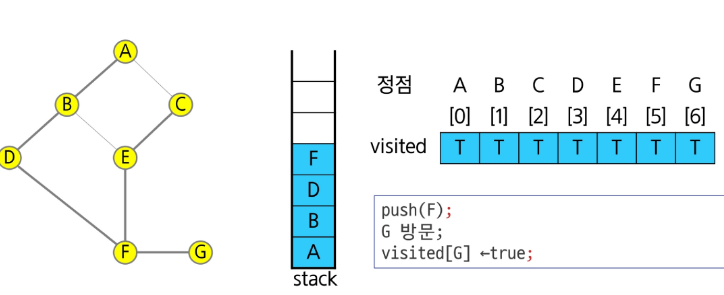 A
B
C
D
E
F
G
F
D
B
A
stack
정점 A B C D E F G
[0] [1] [2] [3] [4] [5] [6]
visited T T T T T T T
push(F);
G 방문;
visited[G] ←true;